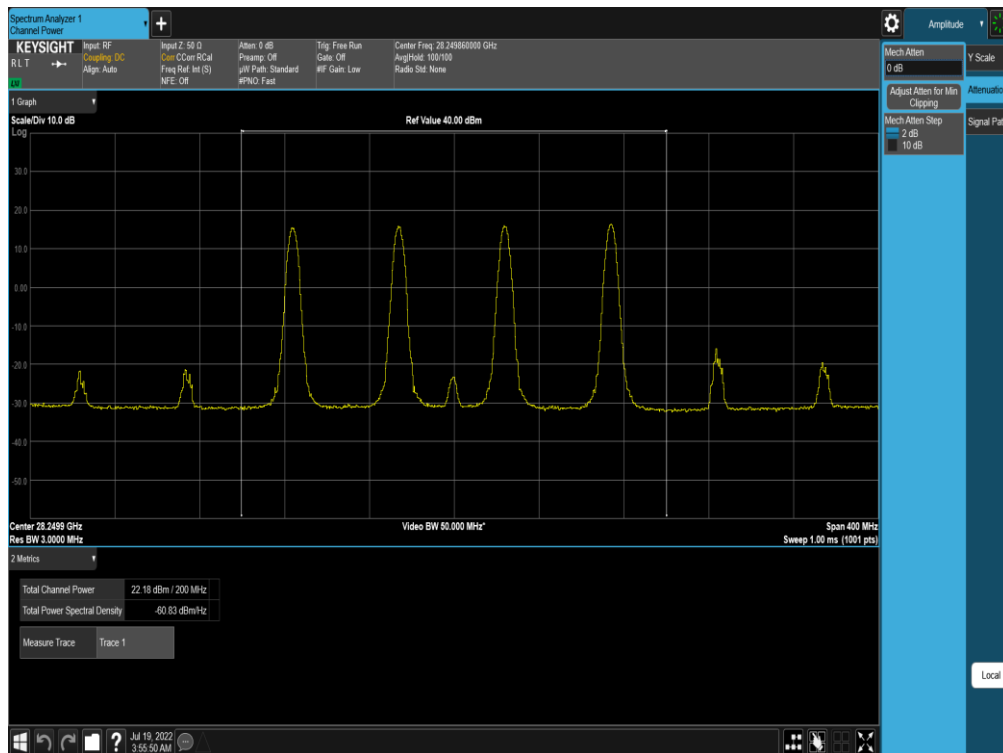 Spectrum Analyzer 1
Channel Power
Amplitude
KEYSIGHT
R L T
Input: RF
Coupling: DC
Align: Auto
Input Z: 50 Ω
Corr CCorr RCal
Freq Ref: Int (S)
NFE: Off
Atten: 0 dB
Preamp: Off
µW Path: Standard
#PNO: Fast
Trig: Free Run
Gate: Off
#IF Gain: Low
Center Freq: 28.249860000 GHz
Avg|Hold: 100/100
Radio Std: None
Mech Atten
0 dB
Adjust Atten for Min
Clipping
Mech Atten Step
2 dB
10 dB
Y Scale
Attenuatio
Signal Pat
1 Graph
Scale/Div 10.0 dB
Ref Value 40.00 dBm
Log
30.0
20.0
10.0
0.00
-10.0
-20.0
-30.0
-40.0
-50.0
Center 28.2499 GHz
Video BW 50.000 MHz*
Span 400 MHz
Res BW 3.0000 MHz
Sweep 1.00 ms (1001 pts)
2 Metrics
Total Channel Power 22.18 dBm / 200 MHz
Total Power Spectral Density -60.83 dBm/Hz
Measure Trace Trace 1
Local
Jul 19, 2022
3:55:50 AM